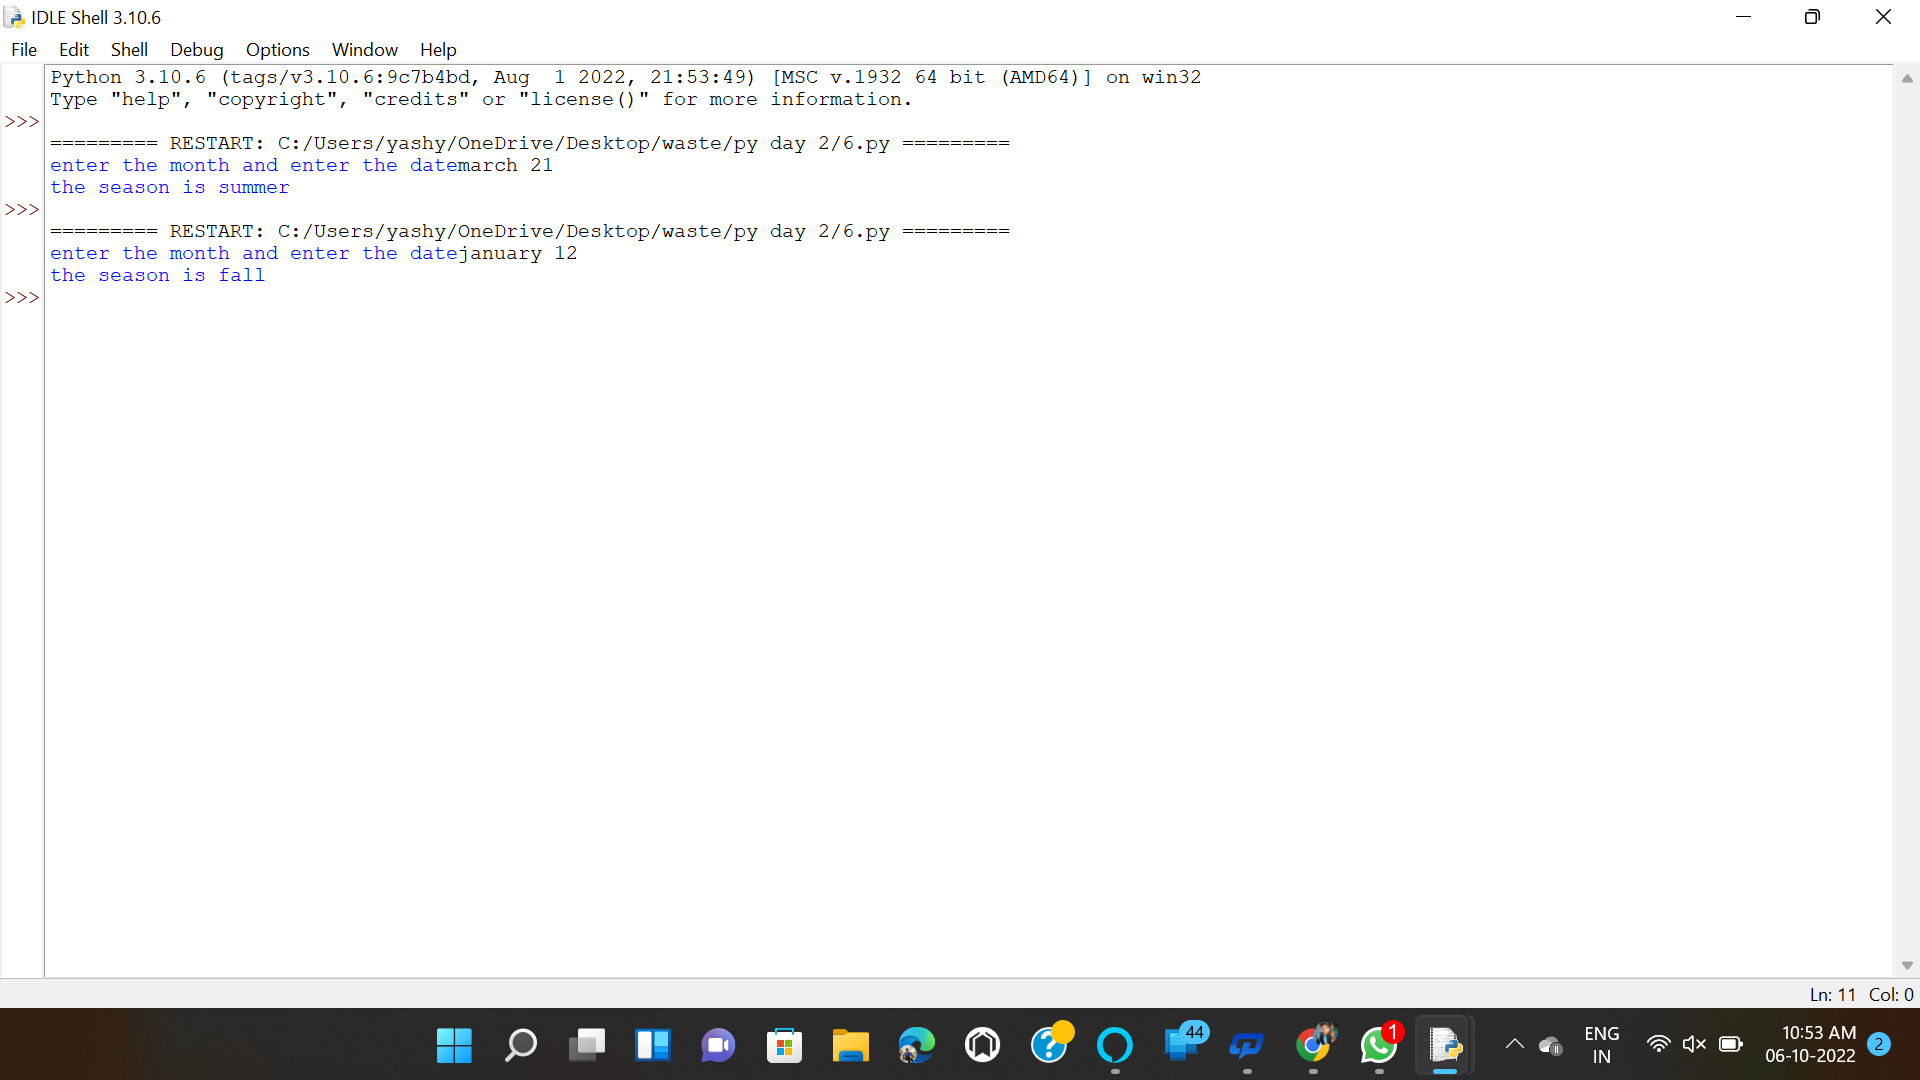 IDLE Shell 3.10.6
File Edit Shell Debug Options Window Help
Python 3.10.6 (tags/v3.10.6:9c7b4bd, Aug  1 2022, 21:53:49) [MSC v.1932 64 bit (AMD64)] on win32
Type "help", "copyright", "credits" or "license()" for more information.
>>>
========= RESTART: C:/Users/yashy/OneDrive/Desktop/waste/py day 2/6.py =========
enter the month and enter the datemarch 21
the season is summer
>>>
========= RESTART: C:/Users/yashy/OneDrive/Desktop/waste/py day 2/6.py =========
enter the month and enter the datejanuary 12
the season is fall
>>>
Ln: 11 Col: 0
44
1
ENG
IN
10:53 AM
06-10-2022
2